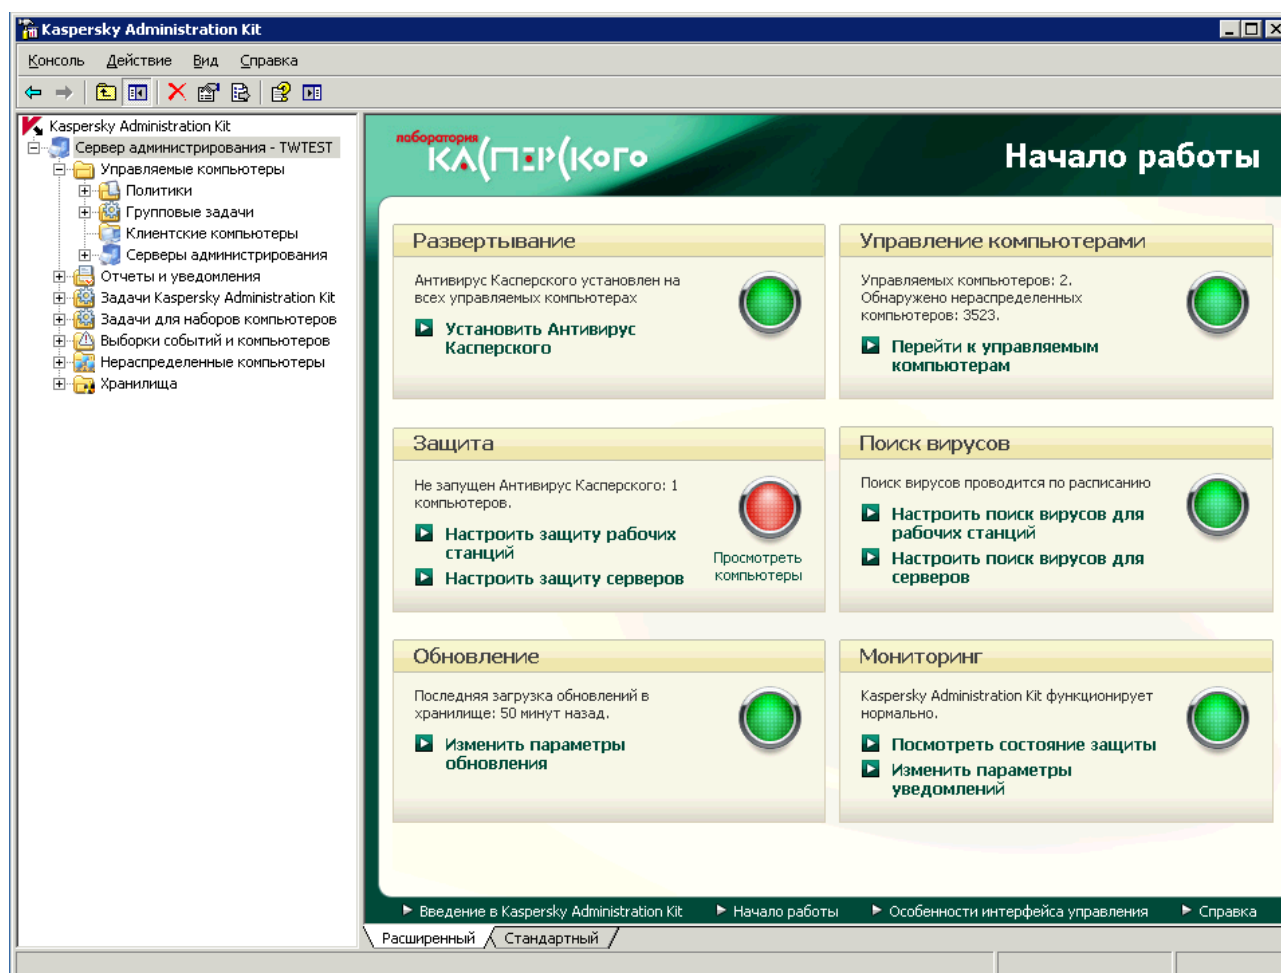 Kaspersky Administration Kit
Консоль Действие Вид Справка
Kaspersky Administration Kit
Сервер администрирования - TWTEST
Управляемые компьютеры
Политики
Групповые задачи
Клиентские компьютеры
Серверы администрирования
Отчеты и уведомления
Задачи Kaspersky Administration Kit
Задачи для наборов компьютеров
Выборки событий и компьютеров
Нераспределенные компьютеры
Хранилища
лаборатория
КАСПЕРСКОГО
Начало работы
Развертывание
Антивирус Касперского установлен на
всех управляемых компьютерах
Установить Антивирус
Касперского
Управление компьютерами
Управляемых компьютеров: 2.
Обнаружено нераспределенных
компьютеров: 3523.
Перейти к управляемым
компьютерам
Защита
Не запущен Антивирус Касперского: 1
компьютеров.
Настроить защиту рабочих
станций
Настроить защиту серверов
Просмотреть
компьютеры
Поиск вирусов
Поиск вирусов проводится по расписанию
Настроить поиск вирусов для
рабочих станций
Настроить поиск вирусов для
серверов
Обновление
Последняя загрузка обновлений в
хранилище: 50 минут назад.
Изменить параметры
обновления
Мониторинг
Kaspersky Administration Kit функционирует
нормально.
Посмотреть состояние защиты
Изменить параметры
уведомлений
Введение в Kaspersky Administration Kit Начало работы Особенности интерфейса управления Справка
Расширенный Стандартный